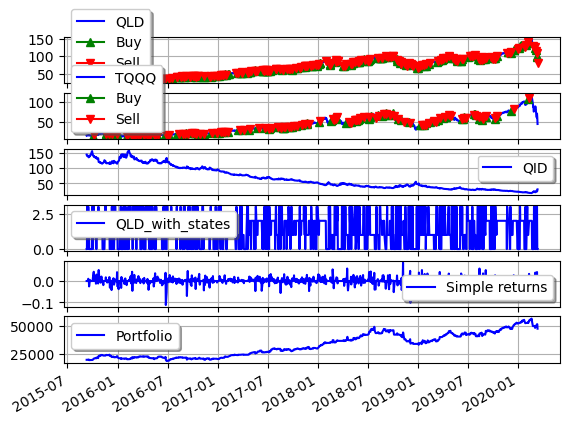 QLD
Buy
Sell
150
100
50
TQQQ
Buy
Sell
100
50
150
100
50
QID
2.5
0.0
QLD_with_states
0.0
−0.1
Simple returns
50000
25000
Portfolio
2015-07
2016-01
2016-07
2017-01
2017-07
2018-01
2018-07
2019-01
2019-07
2020-01